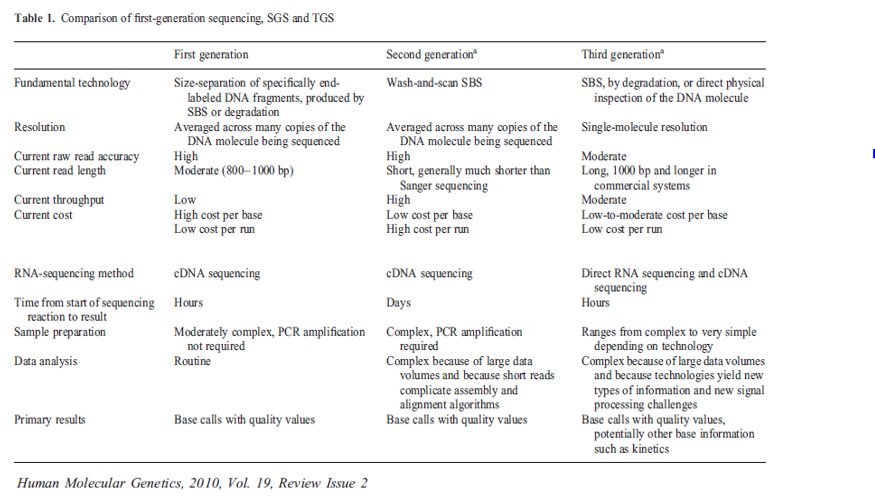 Table 1. Comparison of first-generation sequencing, SGS and TGS
First generation Second generationa Third generationa
Fundamental technology Size-separation of specifically end- Wash-and-scan SBS SBS, by degradation, or direct physical
labeled DNA fragments, produced by inspection of the DNA molecule
SBS or degradation
Resolution Averaged across many copies of the Averaged across many copies of the Single-molecule resolution
DNA molecule being sequenced DNA molecule being sequenced
Current raw read accuracy High High Moderate
Current read length Moderate (800–1000 bp) Short, generally much shorter than Long, 1000 bp and longer in
Sanger sequencing commercial systems
Current throughput Low High Moderate
Current cost High cost per base Low cost per base Low-to-moderate cost per base
Low cost per run High cost per run Low cost per run
RNA-sequencing method cDNA sequencing cDNA sequencing Direct RNA sequencing and cDNA
sequencing
Time from start of sequencing Hours Days Hours
reaction to result
Sample preparation Moderately complex, PCR amplification Complex, PCR amplification Ranges from complex to very simple
not required required depending on technology
Data analysis Routine Complex because of large data Complex because of large data volumes
volumes and because short reads and because technologies yield new
complicate assembly and types of information and new signal
alignment algorithms processing challenges
Primary results Base calls with quality values Base calls with quality values Base calls with quality values,
potentially other base information
such as kinetics
Human Molecular Genetics, 2010, Vol. 19, Review Issue 2